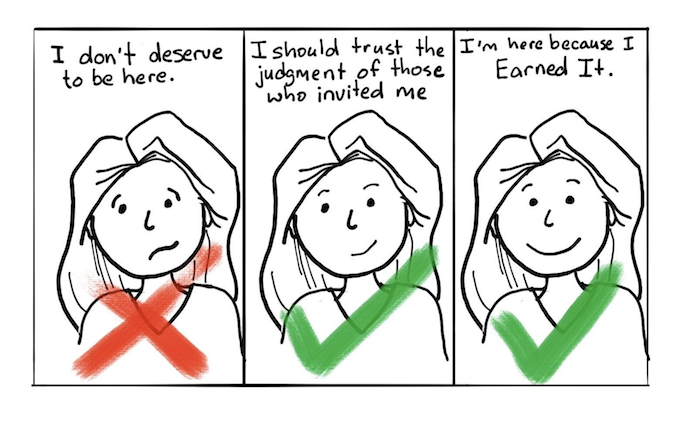 I don't deserve
to be here.
I should trust the
judgment of those
who invited me
I'm here because I
Earned It.